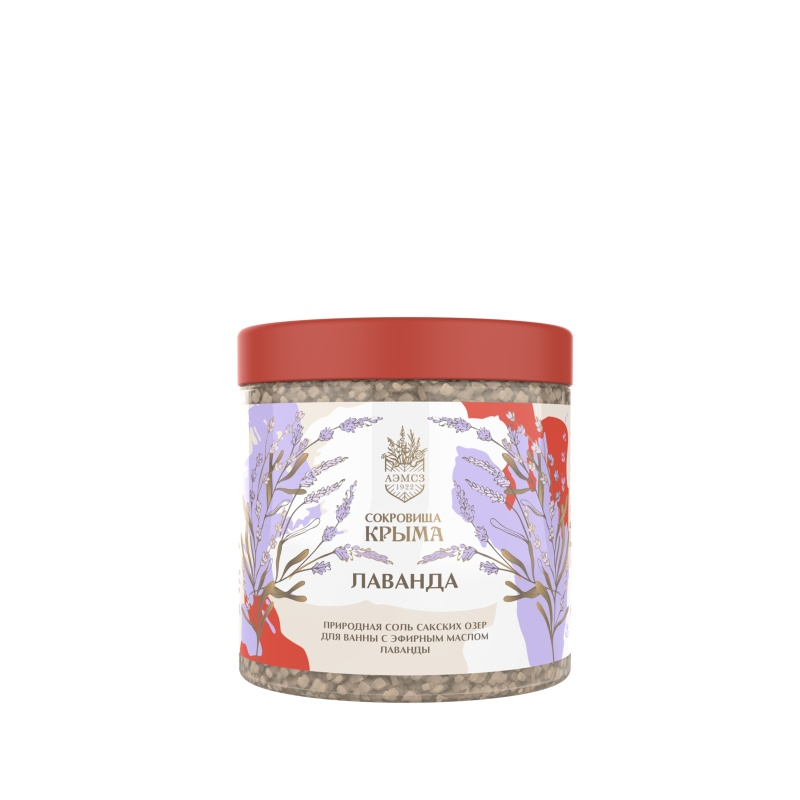 АЭМСЗ
1922
СОКРОВИЩА
КРЫМА
ЛАВАНДА
ПРИРОДНАЯ СОЛЬ САКСКИХ ОЗЕР
ДЛЯ ВАННЫ С ЭФИРНЫМ МАСЛОМ
ЛАВАНДЫ